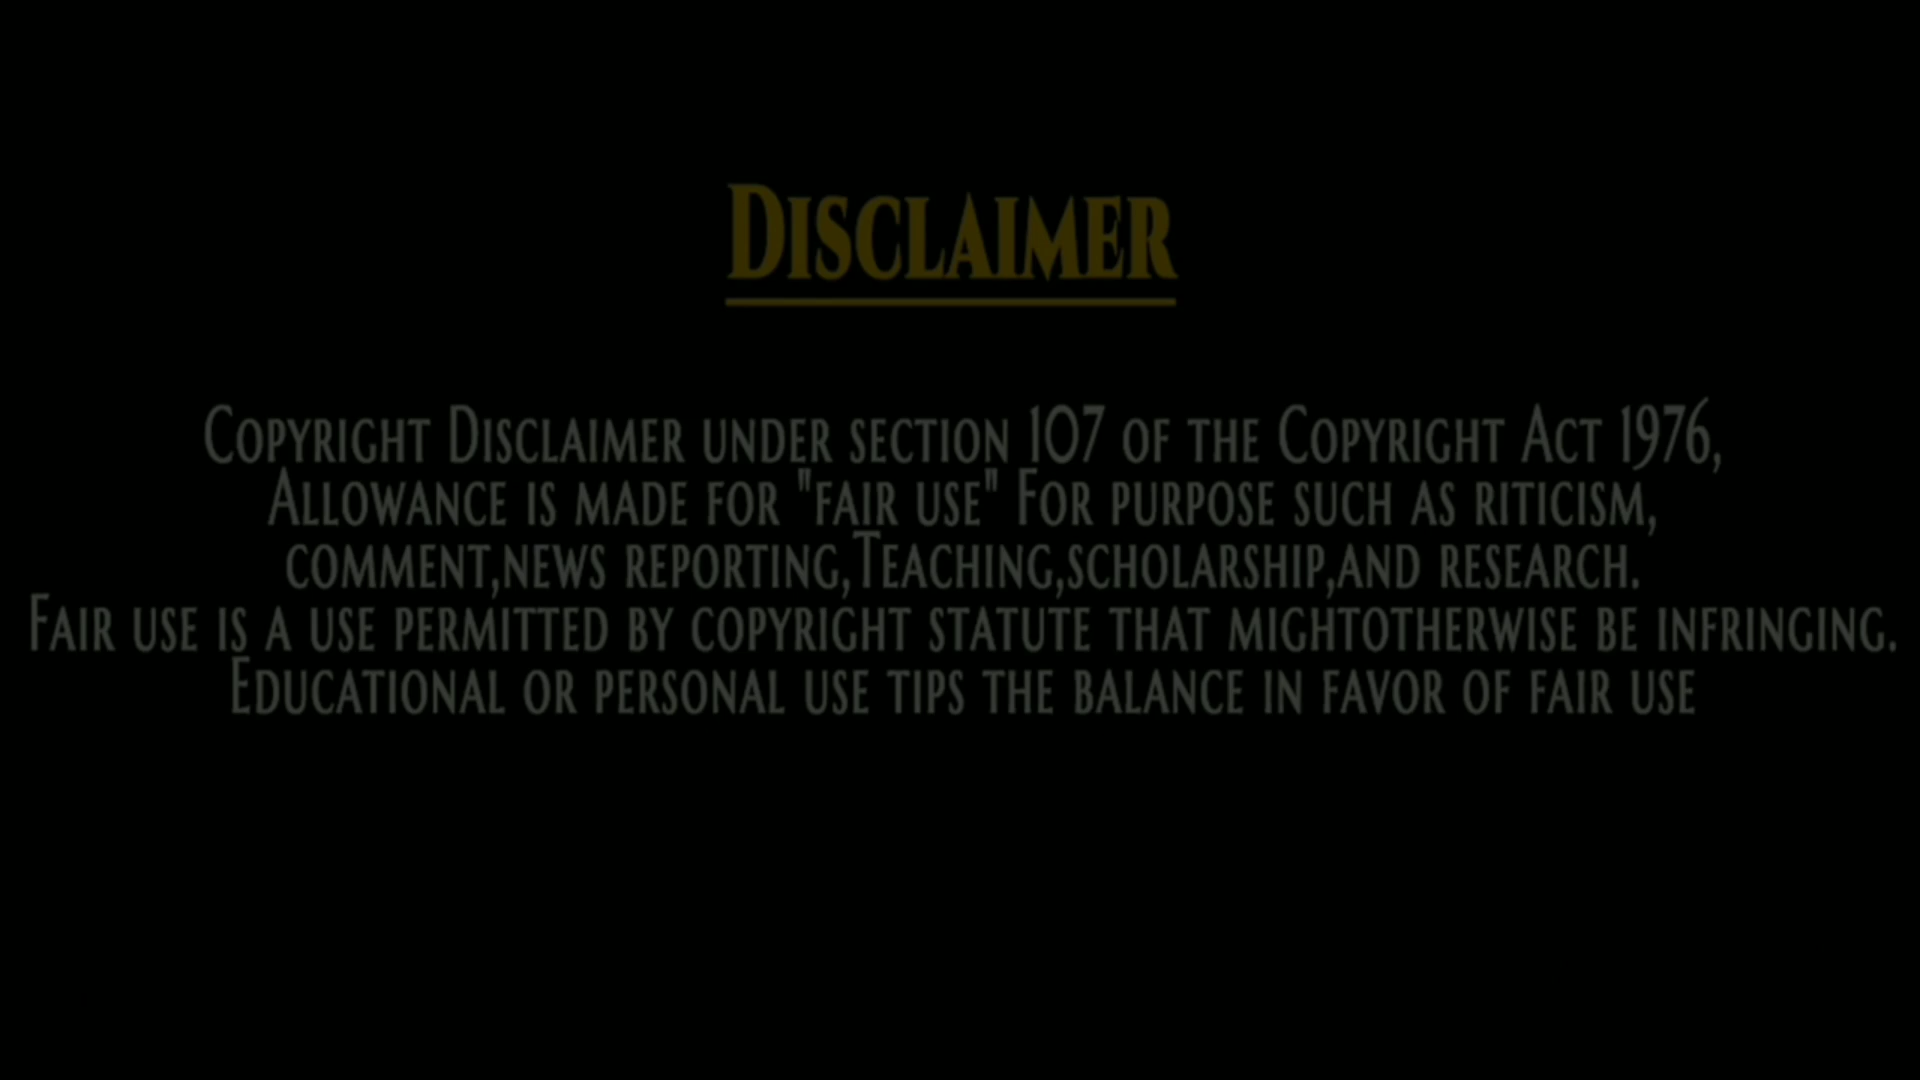 Disclaimer
Copyright Disclaimer under section 107 of the Copyright Act 1976,
Allowance is made for "fair use" For purpose such as riticism,
comment,news reporting,Teaching,scholarship,and research.
Fair use is a use permitted by copyright statute that mightotherwise be infringing.
Educational or personal use tips the balance in favor of fair use